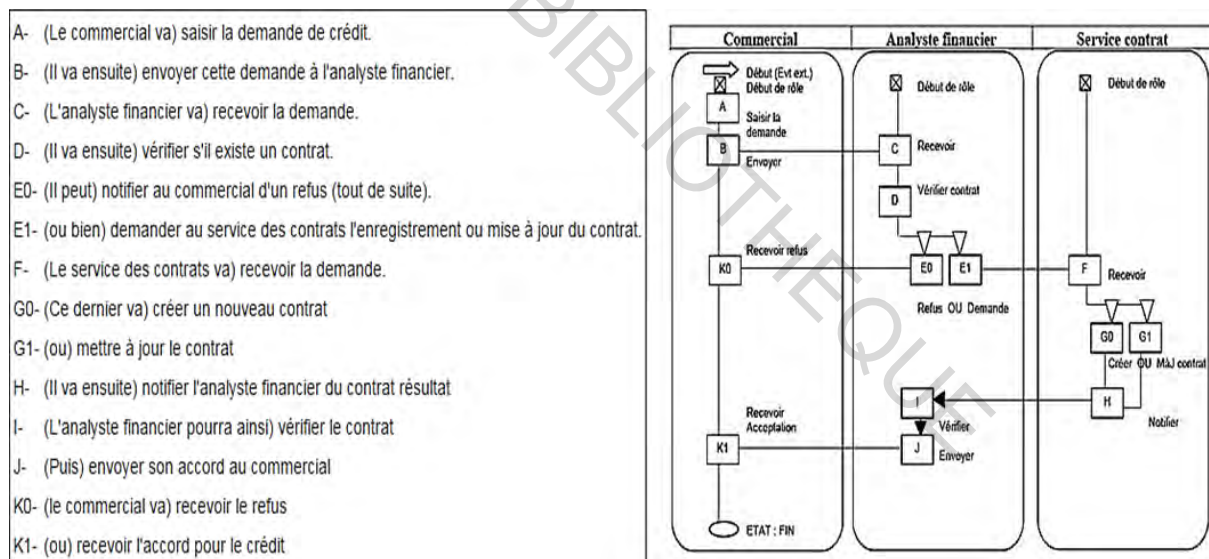 A- (Le commercial va) saisir la demande de crédit.
B- (Il va ensuite) envoyer cette demande à l'analyste financier.
C- (L'analyste financier va) recevoir la demande.
D- (Il va ensuite) vérifier s'il existe un contrat.
E0- (Il peut) notifier au commercial d'un refus (tout de suite).
E1- (ou bien) demander au service des contrats l'enregistrement ou mise à jour du contrat.
F- (Le service des contrats va) recevoir la demande.
G0- (Ce dernier va) créer un nouveau contrat
G1- (ou) mettre à jour le contrat
H- (Il va ensuite) notifier l'analyste financier du contrat résultat
I- (L'analyste financier pourra ainsi) vérifier le contrat
J- (Puis) envoyer son accord au commercial
K0- (le commercial va) recevoir le refus
K1- (ou) recevoir l'accord pour le crédit
Commercial
Analyste financier
Service contrat
Début (Evt ext.)
Début de rôle
Début de rôle
Début de rôle
A
Saisir la
demande
B
Envoyer
C
Recevoir
D
Vérifier contrat
K0
Recevoir refus
E0
E1
Refus OU Demande
F
Recevoir
G0
G1
Créer OU MàJ contrat
H
Notifier
I
Vérifier
J
Envoyer
Recevoir
Acceptation
K1
ETAT : FIN
BIBLIOTHEQUE